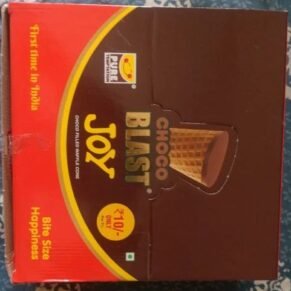 First time in India
PURE
CHOCO
BLAST
JOY
CHOCO FILLED WAFFLE CONE
₹10/-
ONLY
Bite Size
Happiness